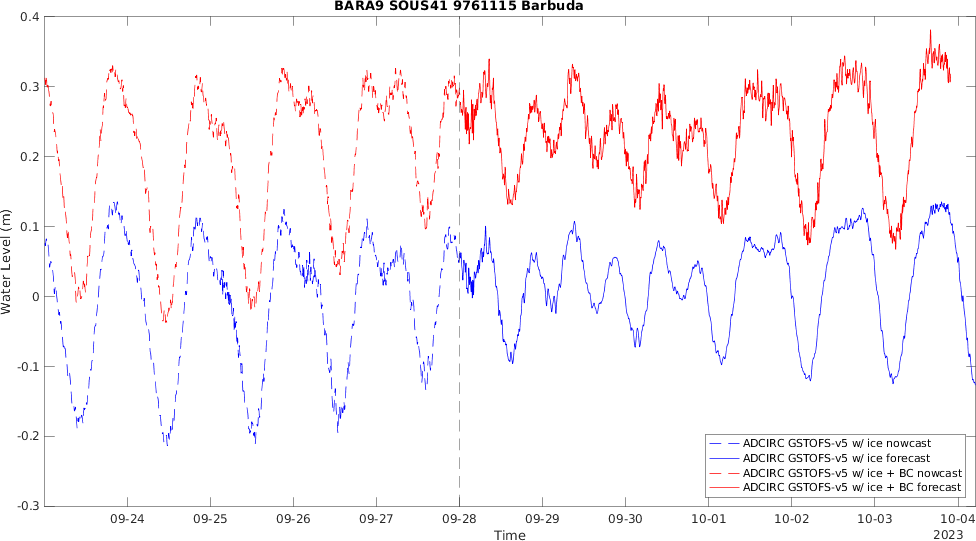 BARA9 SOUS41 9761115 Barbuda
0.4
0.3
0.2
0.1
0
-0.1
-0.2
-0.3
Water Level (m)
ADCIRC GSTOFS-v5 w/ ice nowcast
ADCIRC GSTOFS-v5 w/ ice forecast
ADCIRC GSTOFS-v5 w/ ice + BC nowcast
ADCIRC GSTOFS-v5 w/ ice + BC forecast
09-24 09-25 09-26 09-27 09-28 09-29 09-30 10-01 10-02 10-03 10-04
Time
2023